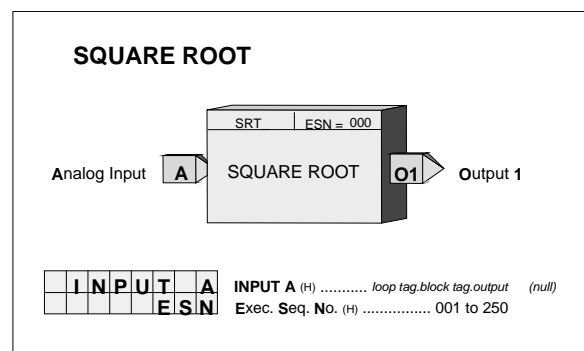 SQUARE ROOT
SRT ESN = 000
Analog Input A SQUARE ROOT O1 Output 1
INPUT A INPUT A (H) ........... loop tag.block tag.output (null)
ESN Exec. Seq. No. (H) ................ 001 to 250